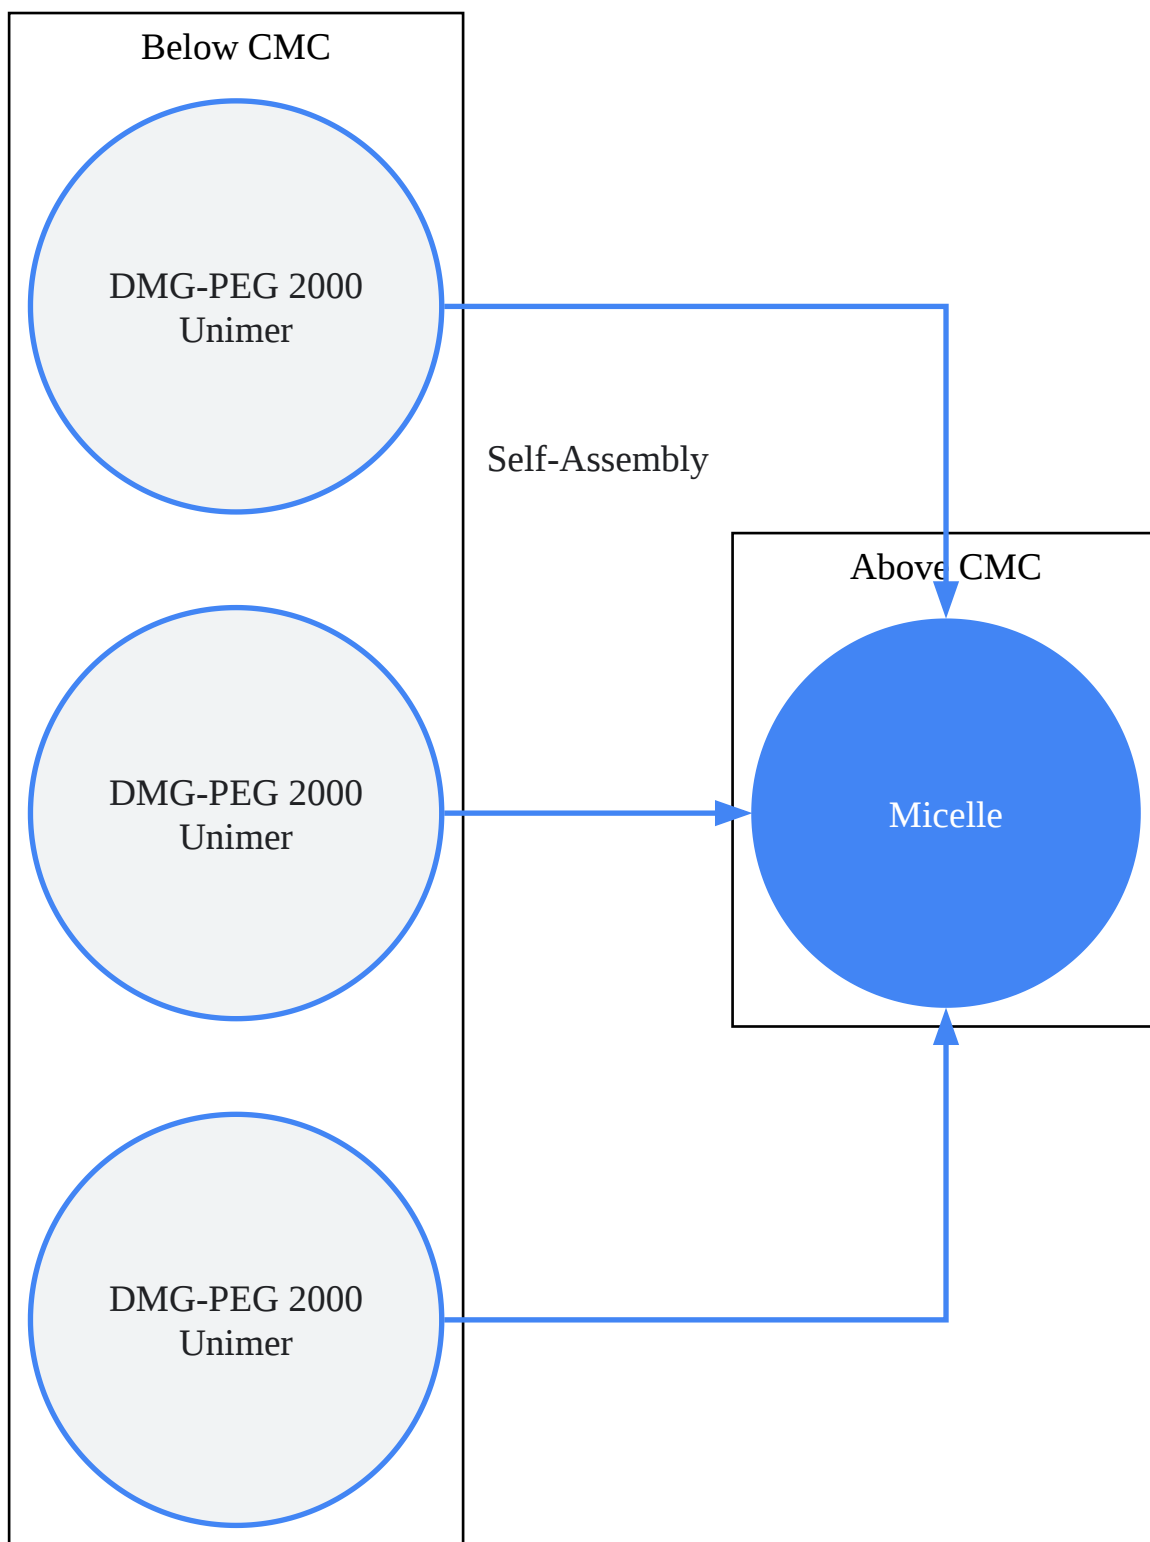 Below CMC
DMG-PEG 2000
Unimer
Self-Assembly
Above CMC
DMG-PEG 2000
Unimer
Micelle
DMG-PEG 2000
Unimer